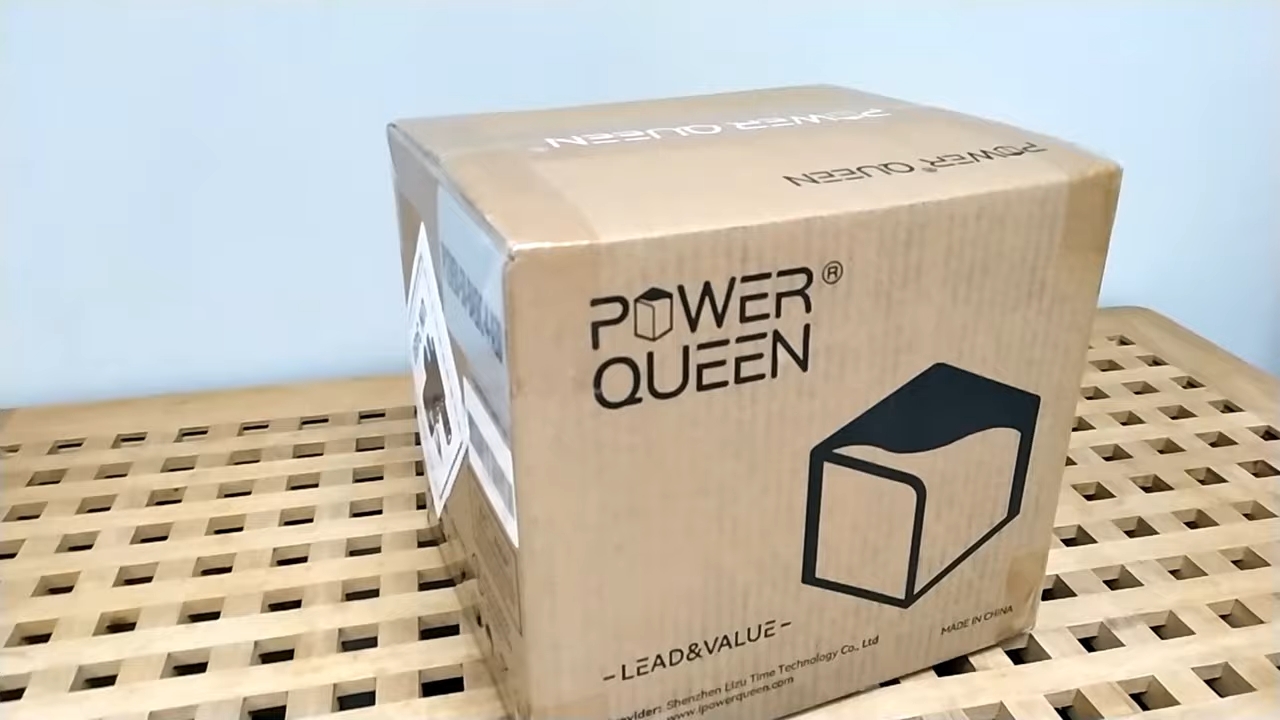 POWER QUEEN
POWER QUEEN®
POWER®
QUEEN
-LEAD&VALUE-
MADE IN CHINA
Shenzhen Lizu Time Technology Co., Ltd
www.ipowerqueen.com